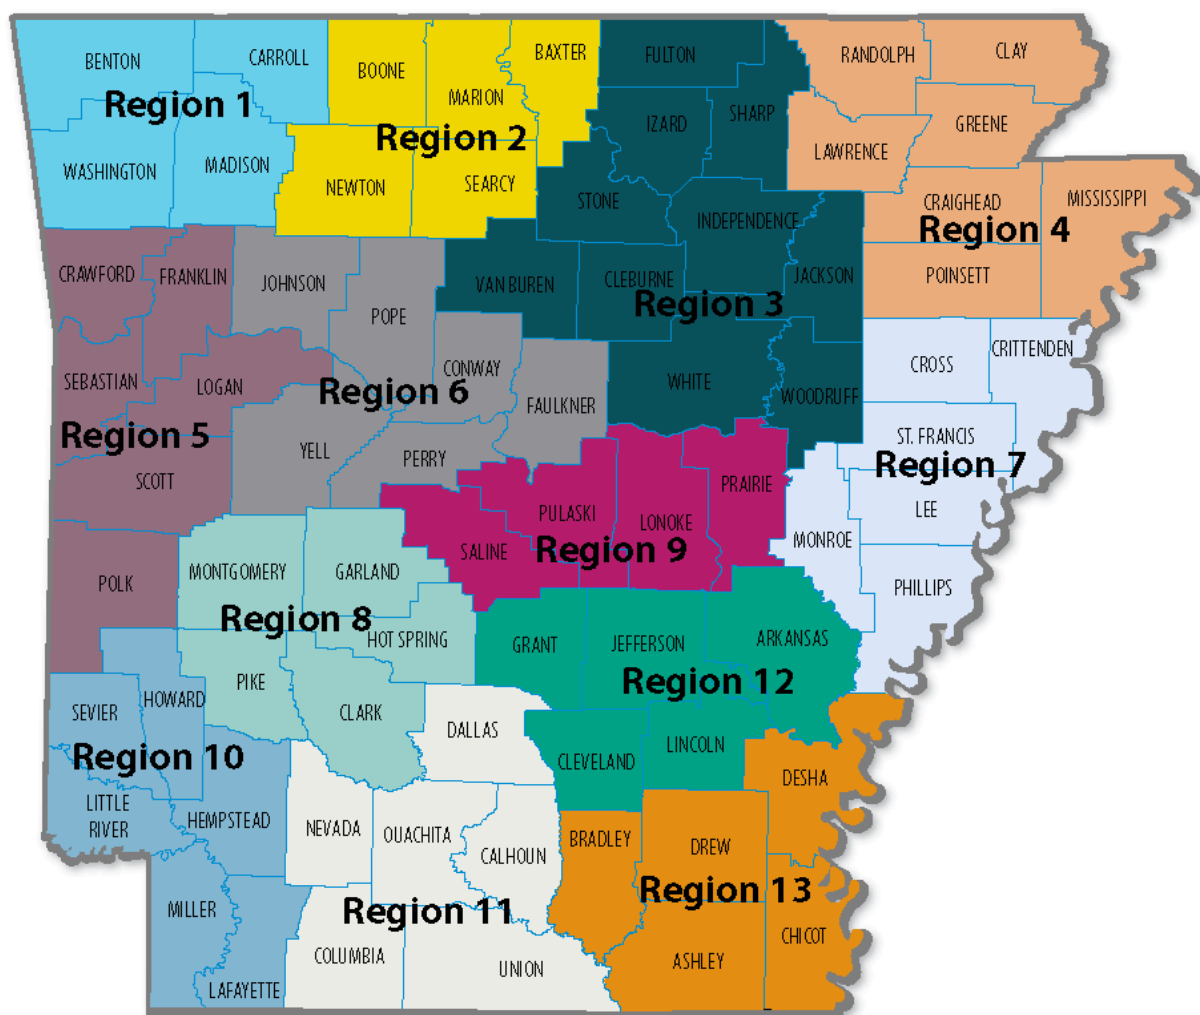 BENTON
CARROLL
Region 1
WASHINGTON
MADISON
BOONE
MARION
BAXTER
Region 2
NEWTON
SEARCY
FULTON
IZARD
SHARP
STONE
INDEPENDENCE
VAN BUREN
CLEBURNE
JACKSON
Region 3
WHITE
WOODRUFF
RANDOLPH
CLAY
GREENE
LAWRENCE
CRAIGHEAD
MISSISSIPPI
Region 4
POINSETT
CRAWFORD
FRANKLIN
SEBASTIAN
LOGAN
Region 5
SCOTT
POLK
JOHNSON
POPE
CONWAY
Region 6
FAULKNER
YELL
PERRY
CROSS
CRITTENDEN
ST. FRANCIS
Region 7
LEE
MONROE
PHILLIPS
MONTGOMERY
GARLAND
Region 8
HOT SPRING
PIKE
CLARK
PULASKI
PRAIRIE
LONOKE
SALINE
Region 9
SEVIER
HOWARD
Region 10
LITTLE
RIVER
HEMPSTEAD
MILLER
LAFAYETTE
DALLAS
NEVADA
OUACHITA
CALHOUN
Region 11
COLUMBIA
UNION
GRANT
JEFFERSON
ARKANSAS
Region 12
CLEVELAND
LINCOLN
DESHA
BRADLEY
DREW
Region 13
ASHLEY
CHICOT